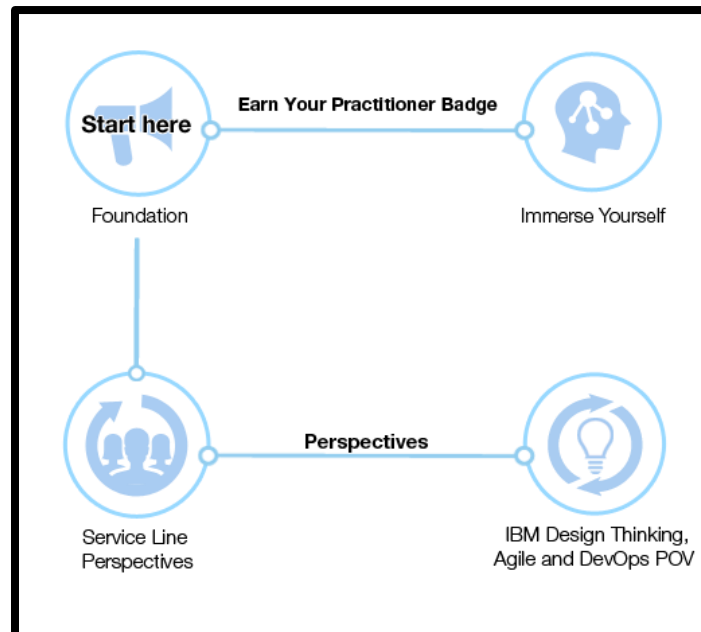 Start here
Earn Your Practitioner Badge
Foundation
Immerse Yourself
Perspectives
Service Line
Perspectives
IBM Design Thinking,
Agile and DevOps POV